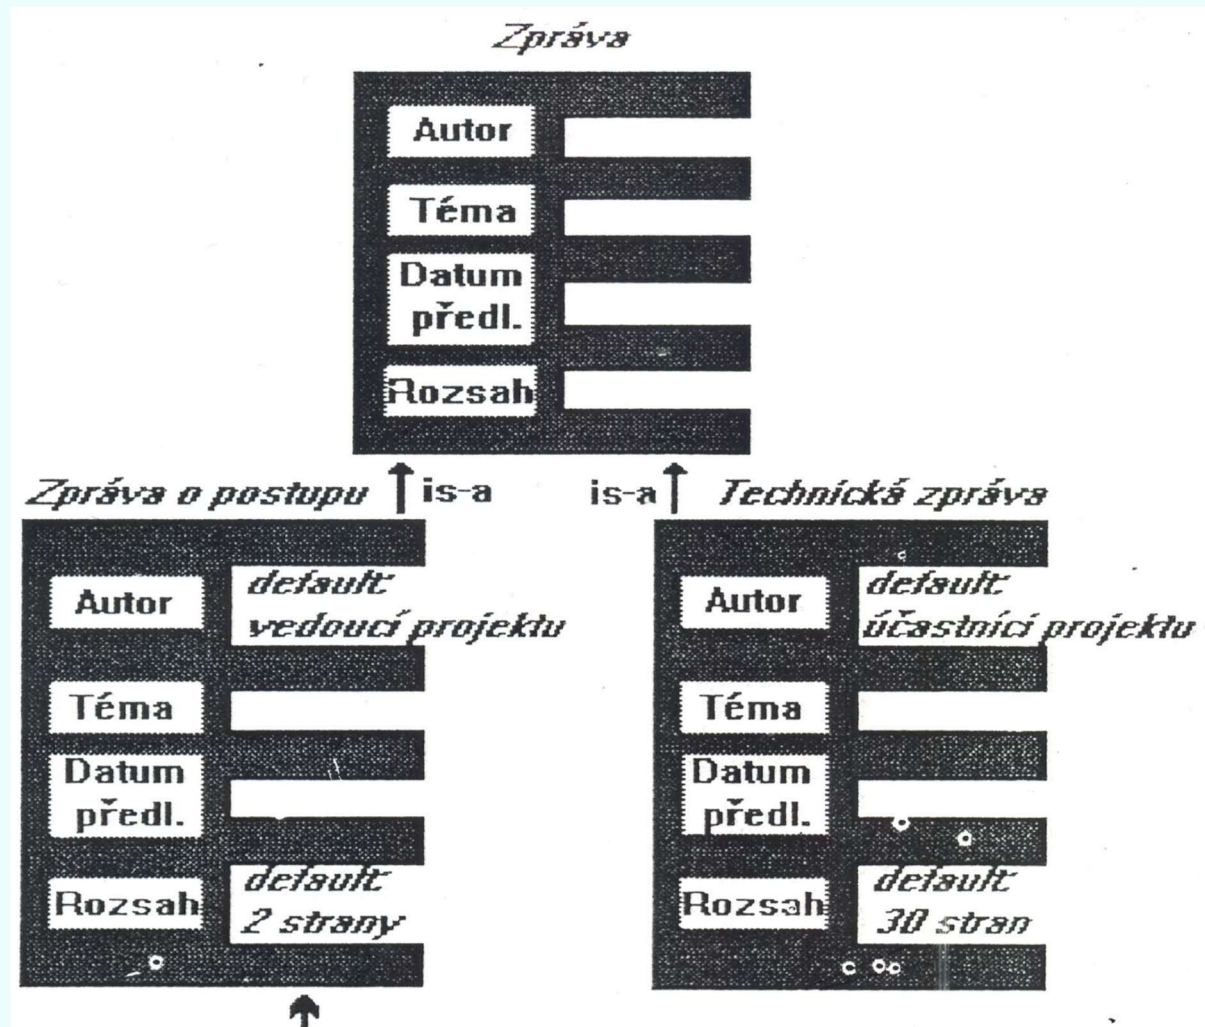 Zpráva
Autor
Téma
Datum
předl.
Rozsah
is-a
is-a
Zpráva o postupu
Autor
default:
vedoucí projektu
Téma
Datum
předl.
Rozsah
default:
2 strany
Technická zpráva
Autor
default:
účastníci projektu
Téma
Datum
předl.
Rozsah
default:
30 stran